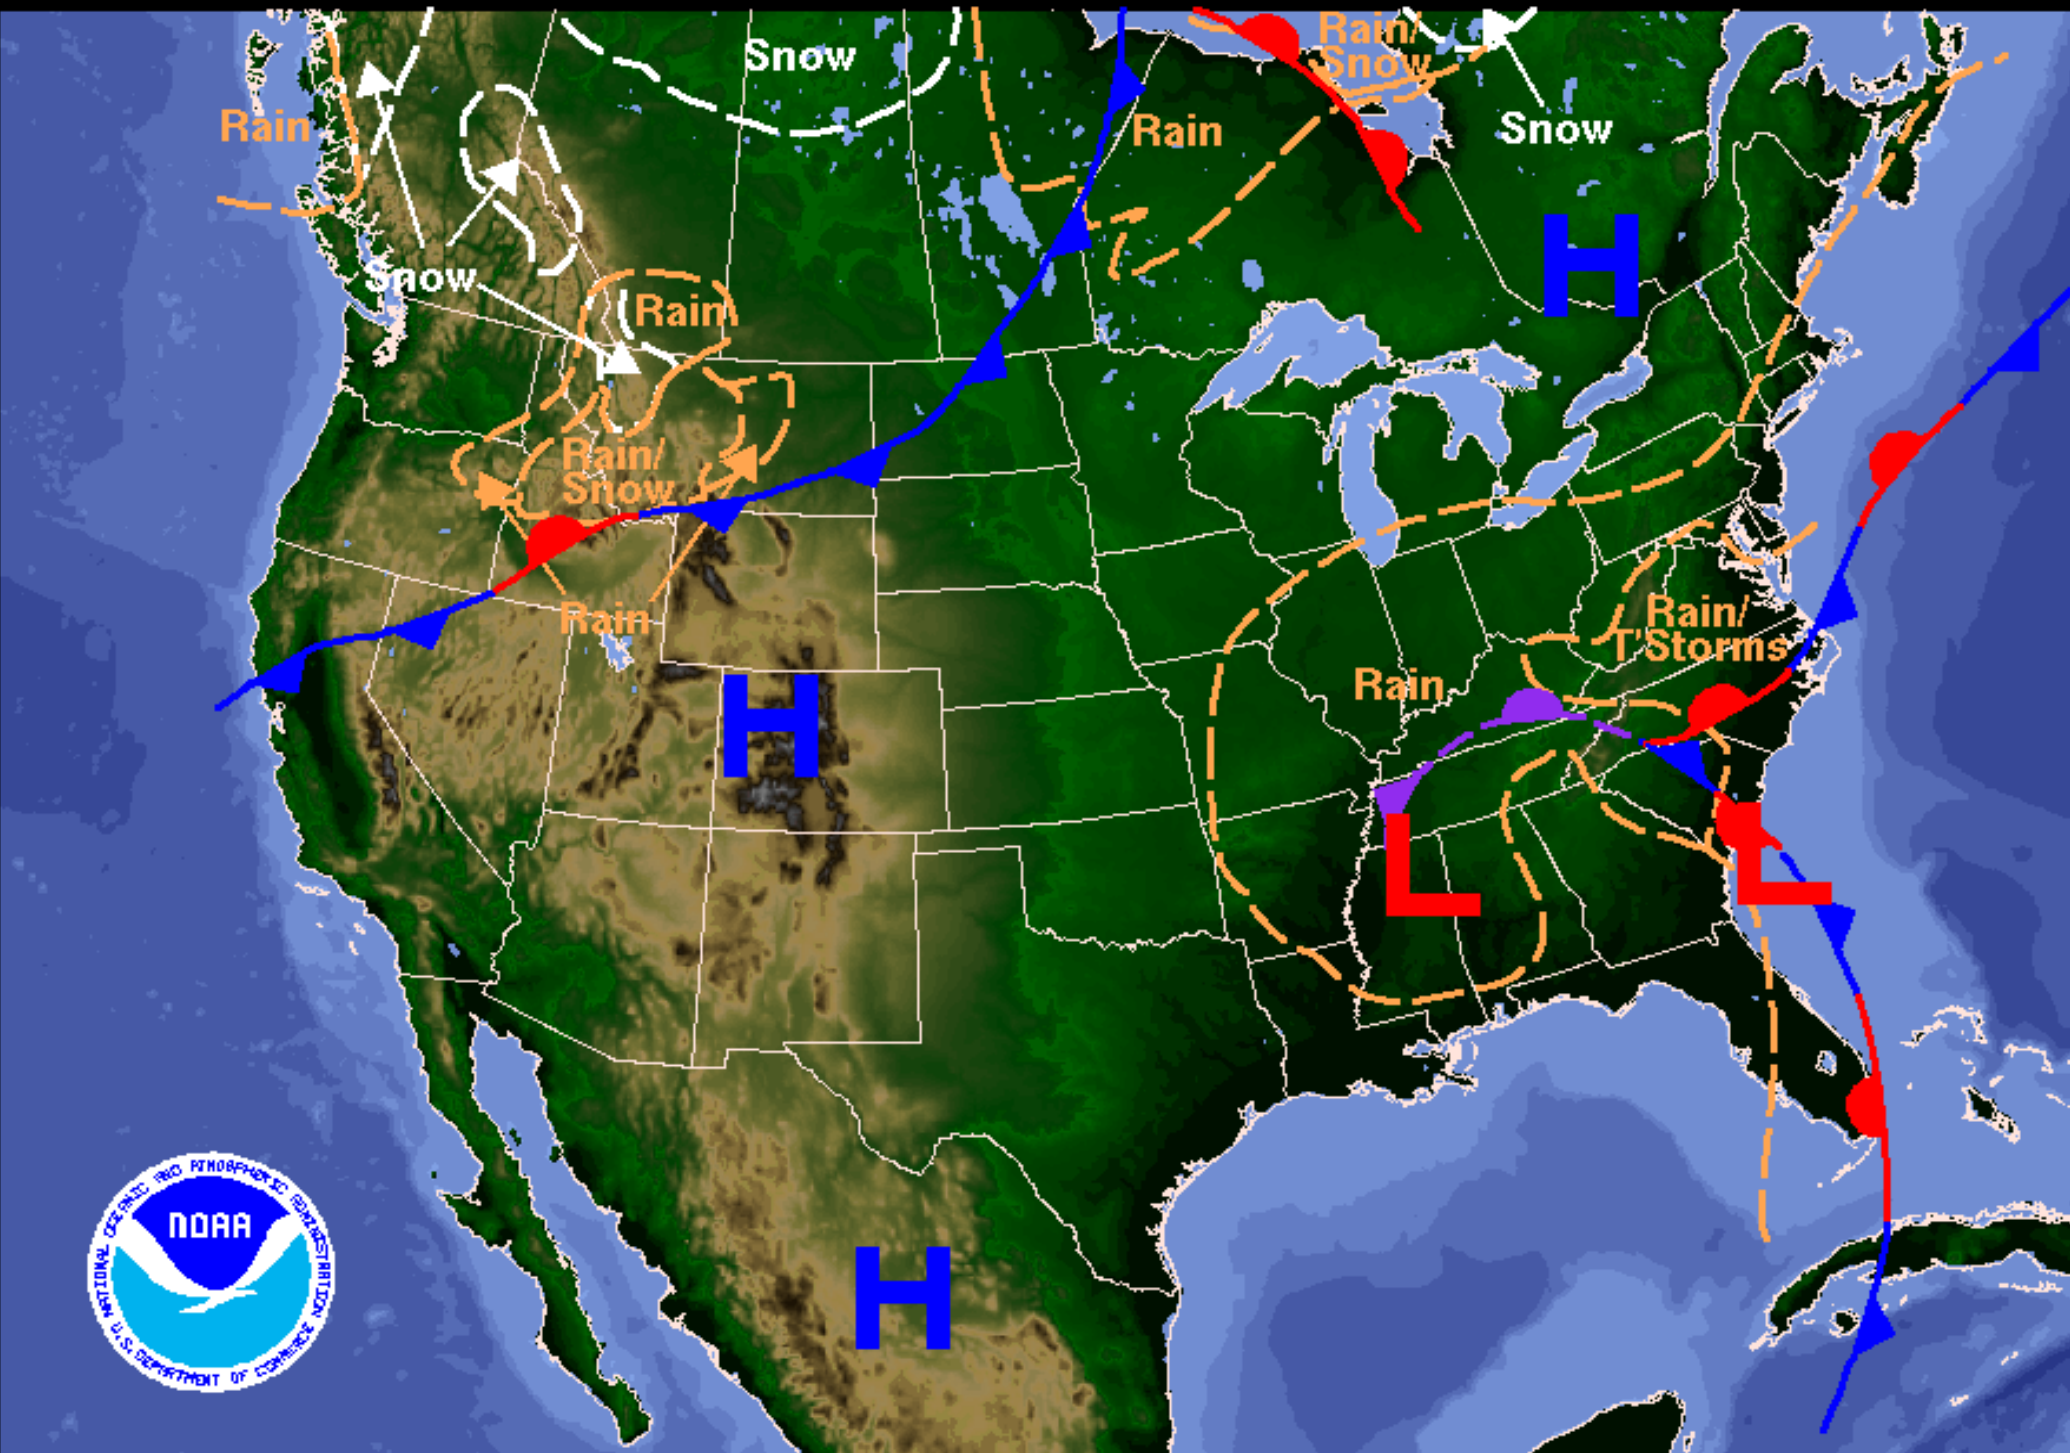 Rain/
Snow
Snow
Rain
Rain
Snow
Snow
Rain
H
Rain/
Snow
Rain
Rain/
T'Storms
Rain
H
L
L
H
NATIONAL OCEANIC AND ATMOSPHERIC ADMINISTRATION
NOAA
U.S. DEPARTMENT OF COMMERCE